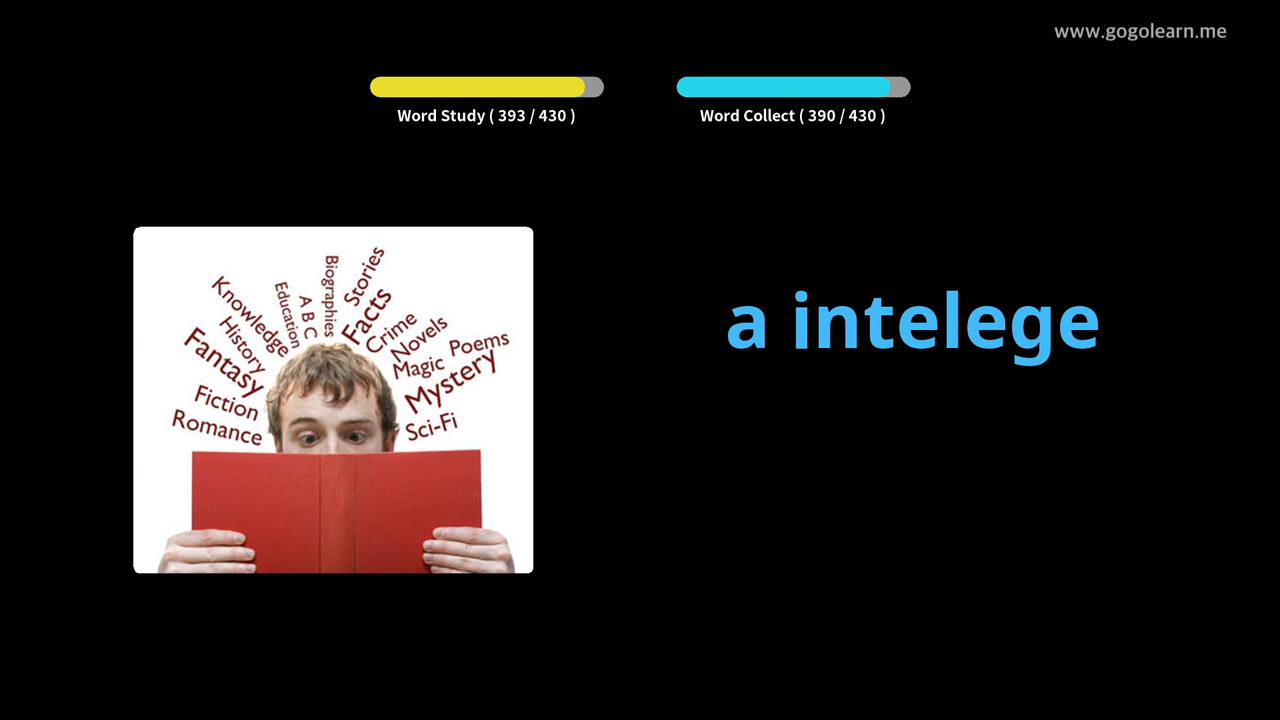 www.gogolearn.me
Word Study ( 393 / 430 )
Word Collect ( 390 / 430 )
a intelege
Knowledge
History
Fantasy
Fiction
Romance
Education
A B C
Biographies
Stories
Facts
Crime
Novels
Magic
Poems
Mystery
Sci-Fi